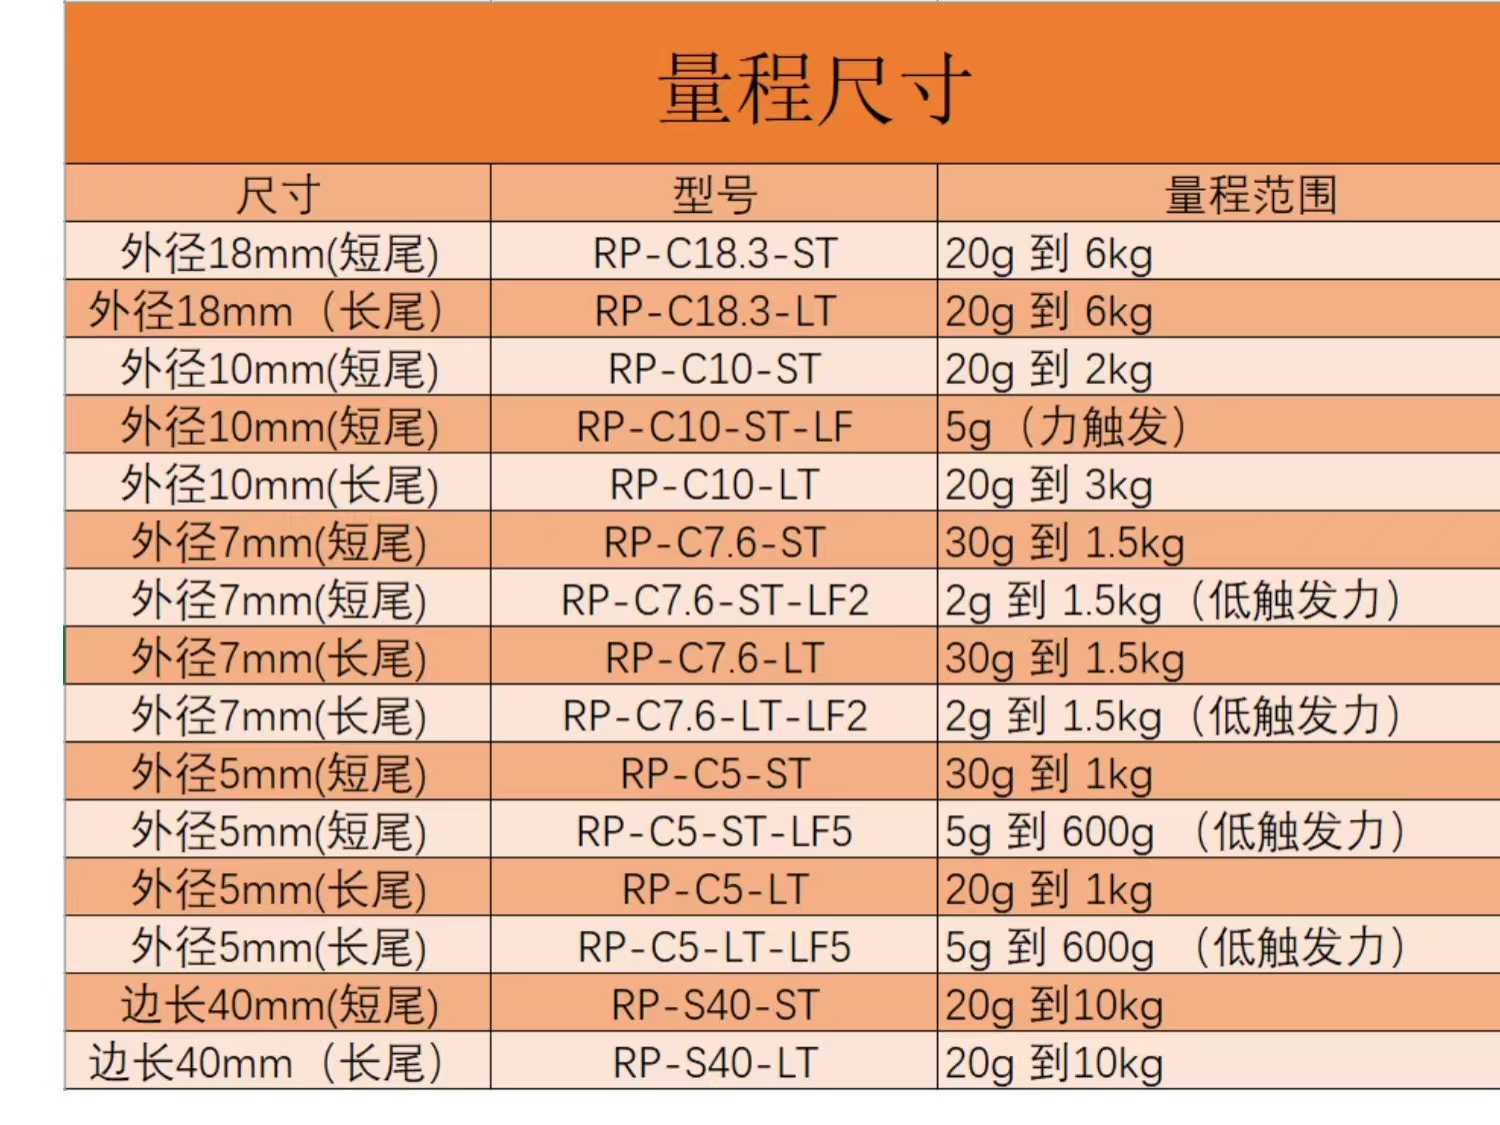 量程尺寸
尺寸 型号 量程范围
外径18mm(短尾) RP-C18.3-ST 20g 到 6kg
外径18mm（长尾） RP-C18.3-LT 20g 到 6kg
外径10mm(短尾) RP-C10-ST 20g 到 2kg
外径10mm(短尾) RP-C10-ST-LF 5g（力触发）
外径10mm(长尾) RP-C10-LT 20g 到 3kg
外径7mm(短尾) RP-C7.6-ST 30g 到 1.5kg
外径7mm(短尾) RP-C7.6-ST-LF2 2g 到 1.5kg（低触发力）
外径7mm(长尾) RP-C7.6-LT 30g 到 1.5kg
外径7mm(长尾) RP-C7.6-LT-LF2 2g 到 1.5kg（低触发力）
外径5mm(短尾) RP-C5-ST 30g 到 1kg
外径5mm(短尾) RP-C5-ST-LF5 5g 到 600g （低触发力）
外径5mm(长尾) RP-C5-LT 20g 到 1kg
外径5mm(长尾) RP-C5-LT-LF5 5g 到 600g （低触发力）
边长40mm(短尾) RP-S40-ST 20g 到10kg
边长40mm（长尾） RP-S40-LT 20g 到10kg